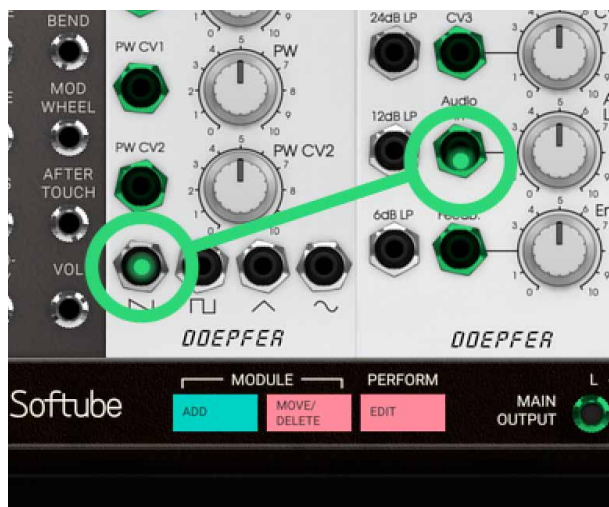 BEND
MOD
WHEEL
AFTER
TOUCH
VOL
PW CV1
PW
PW CV2
PW CV2
DOEPFER
24dB LP
CV3
12dB LP
Audio
In
6dB LP
DOEPFER
Softube
MODULE
ADD
MOVE/
DELETE
PERFORM
EDIT
MAIN
OUTPUT
L